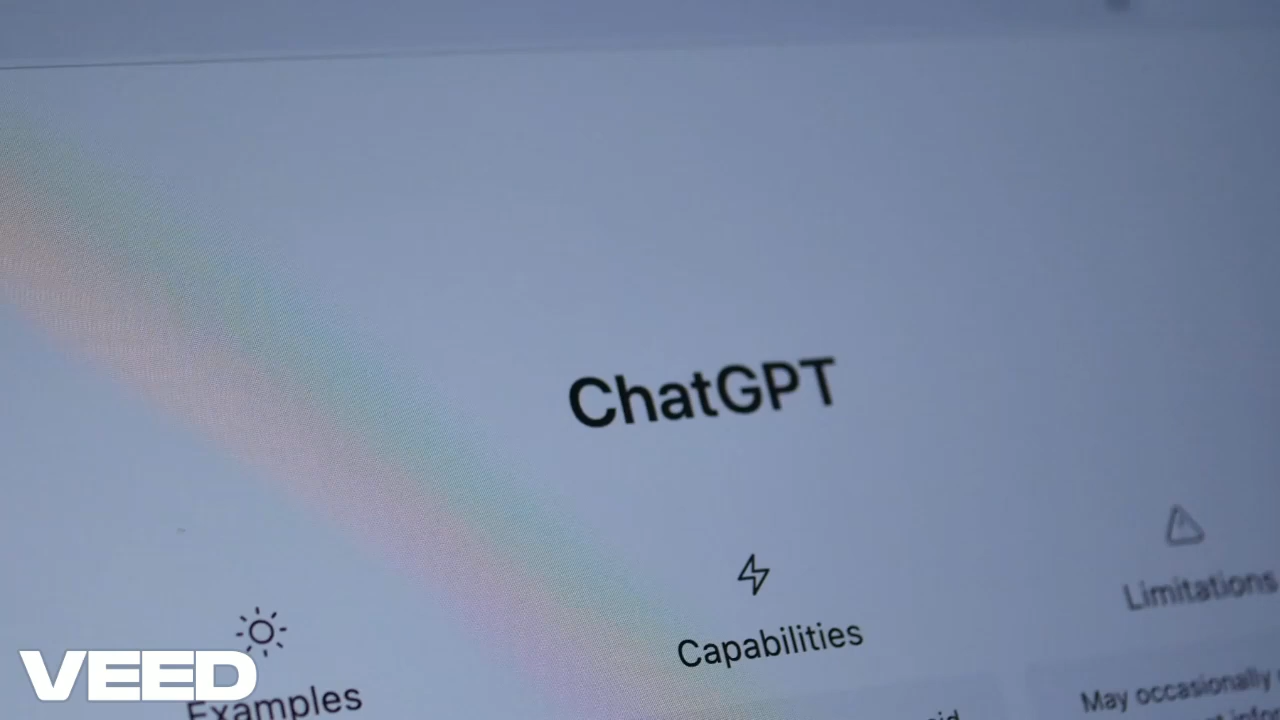 ChatGPT
Examples
Capabilities
Limitations
May occasionally
VEED